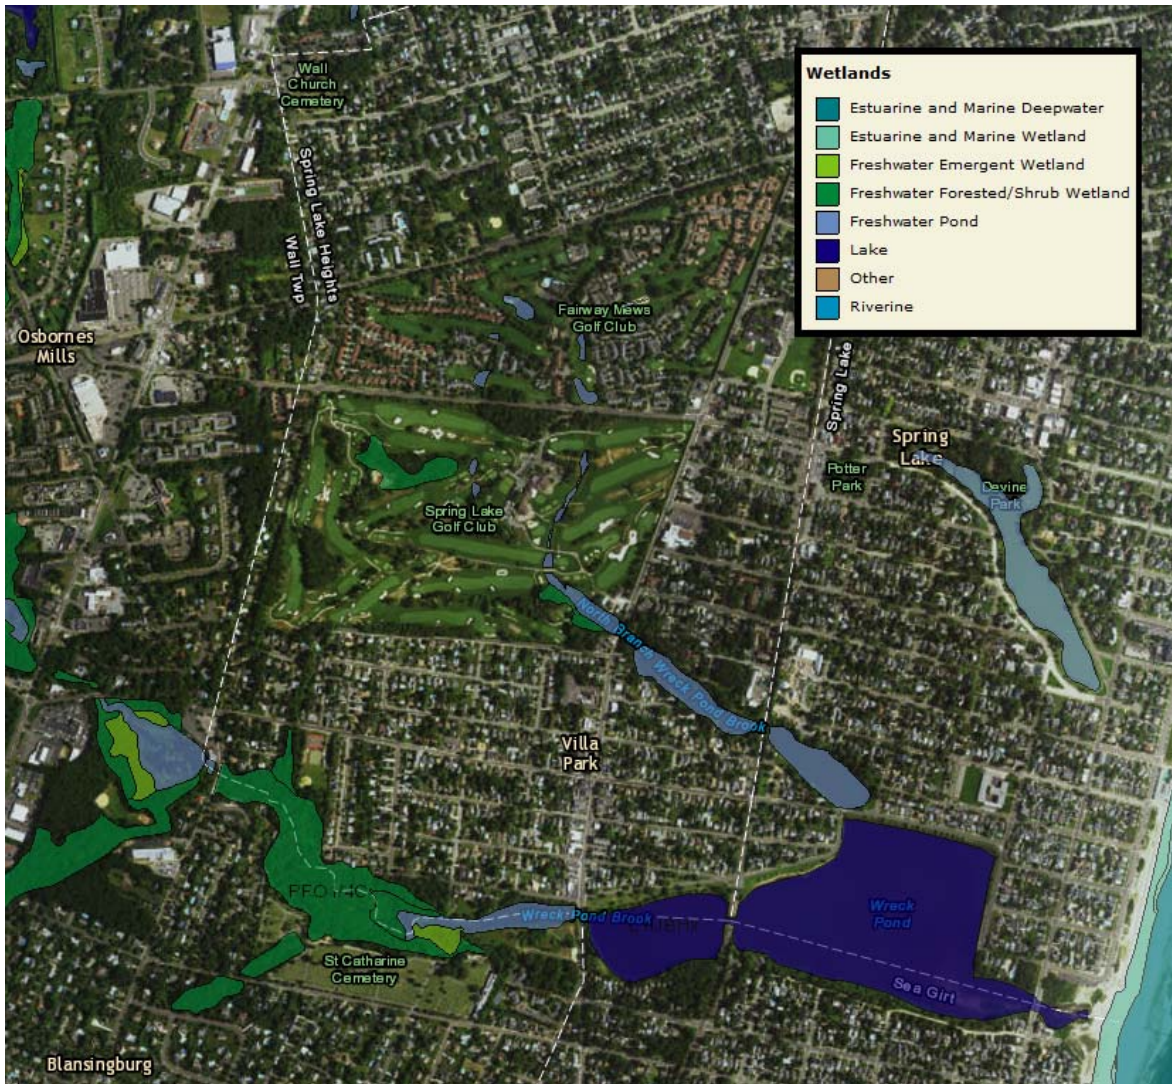 Wetlands
Estuarine and Marine Deepwater
Estuarine and Marine Wetland
Freshwater Emergent Wetland
Freshwater Forested/Shrub Wetland
Freshwater Pond
Lake
Other
Riverine
Wall
Church
Cemetery
Spring Lake Heights
Wall Twp
Osbornes
Mills
Fairway Mews
Golf Club
Spring Lake
Spring
Lake
Potter
Park
Devine
Park
Spring Lake
Golf Club
North Branch Wreck Pond Brook
Villa
Park
Wreck Pond Brook
Wreck
Pond
Sea Girt
St Catharine
Cemetery
Blansingburg